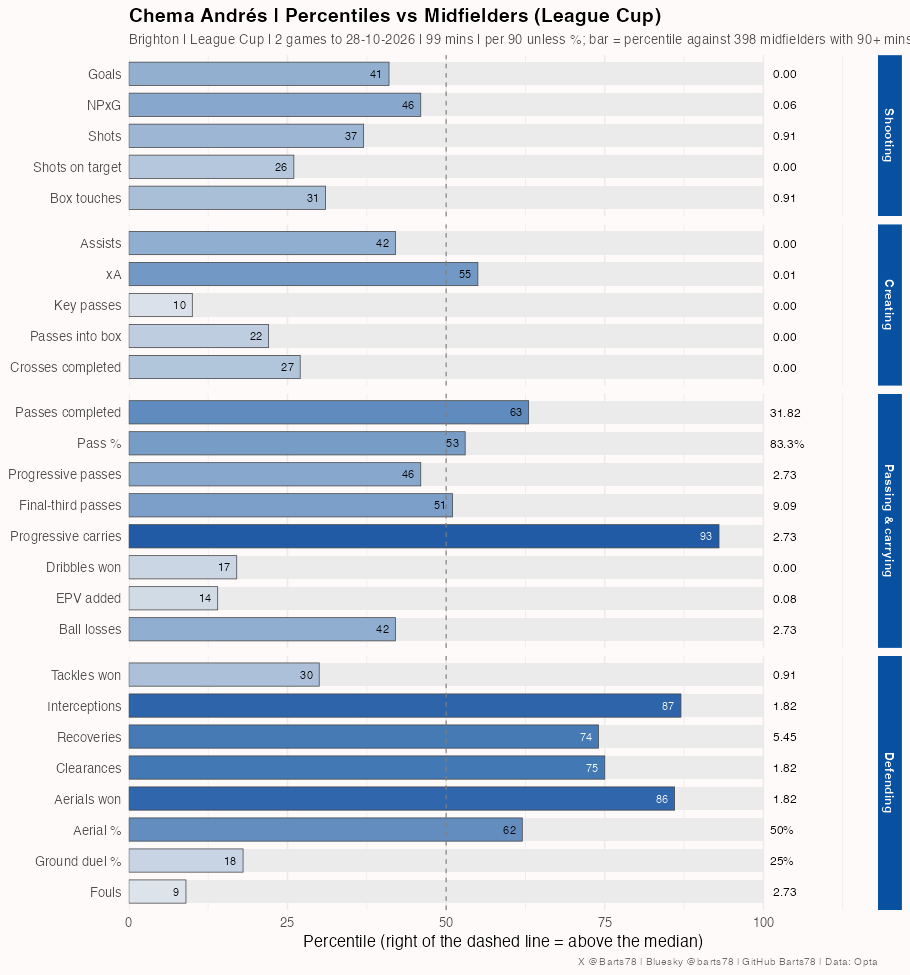 Chema Andrés | Percentiles vs Midfielders (League Cup)
Brighton | League Cup | 2 games to 28-10-2026 | 99 mins | per 90 unless %; bar = percentile against 398 midfielders with 90+ mins
Goals 41 0.00
NPxG 46 0.06
Shots 37 0.91
Shots on target 26 0.00
Box touches 31 0.91
Shooting
Assists 42 0.00
xA 55 0.01
Key passes 10 0.00
Passes into box 22 0.00
Crosses completed 27 0.00
Creating
Passes completed 63 31.82
Pass % 53 83.3%
Progressive passes 46 2.73
Final-third passes 51 9.09
Progressive carries 93 2.73
Dribbles won 17 0.00
EPV added 14 0.08
Ball losses 42 2.73
Passing & carrying
Tackles won 30 0.91
Interceptions 87 1.82
Recoveries 74 5.45
Clearances 75 1.82
Aerials won 86 1.82
Aerial % 62 50%
Ground duel % 18 25%
Fouls 9 2.73
Defending
0 25 50 75 100
Percentile (right of the dashed line = above the median)
X @Barts78 | Bluesky @barts78 | GitHub Barts78 | Data: Opta